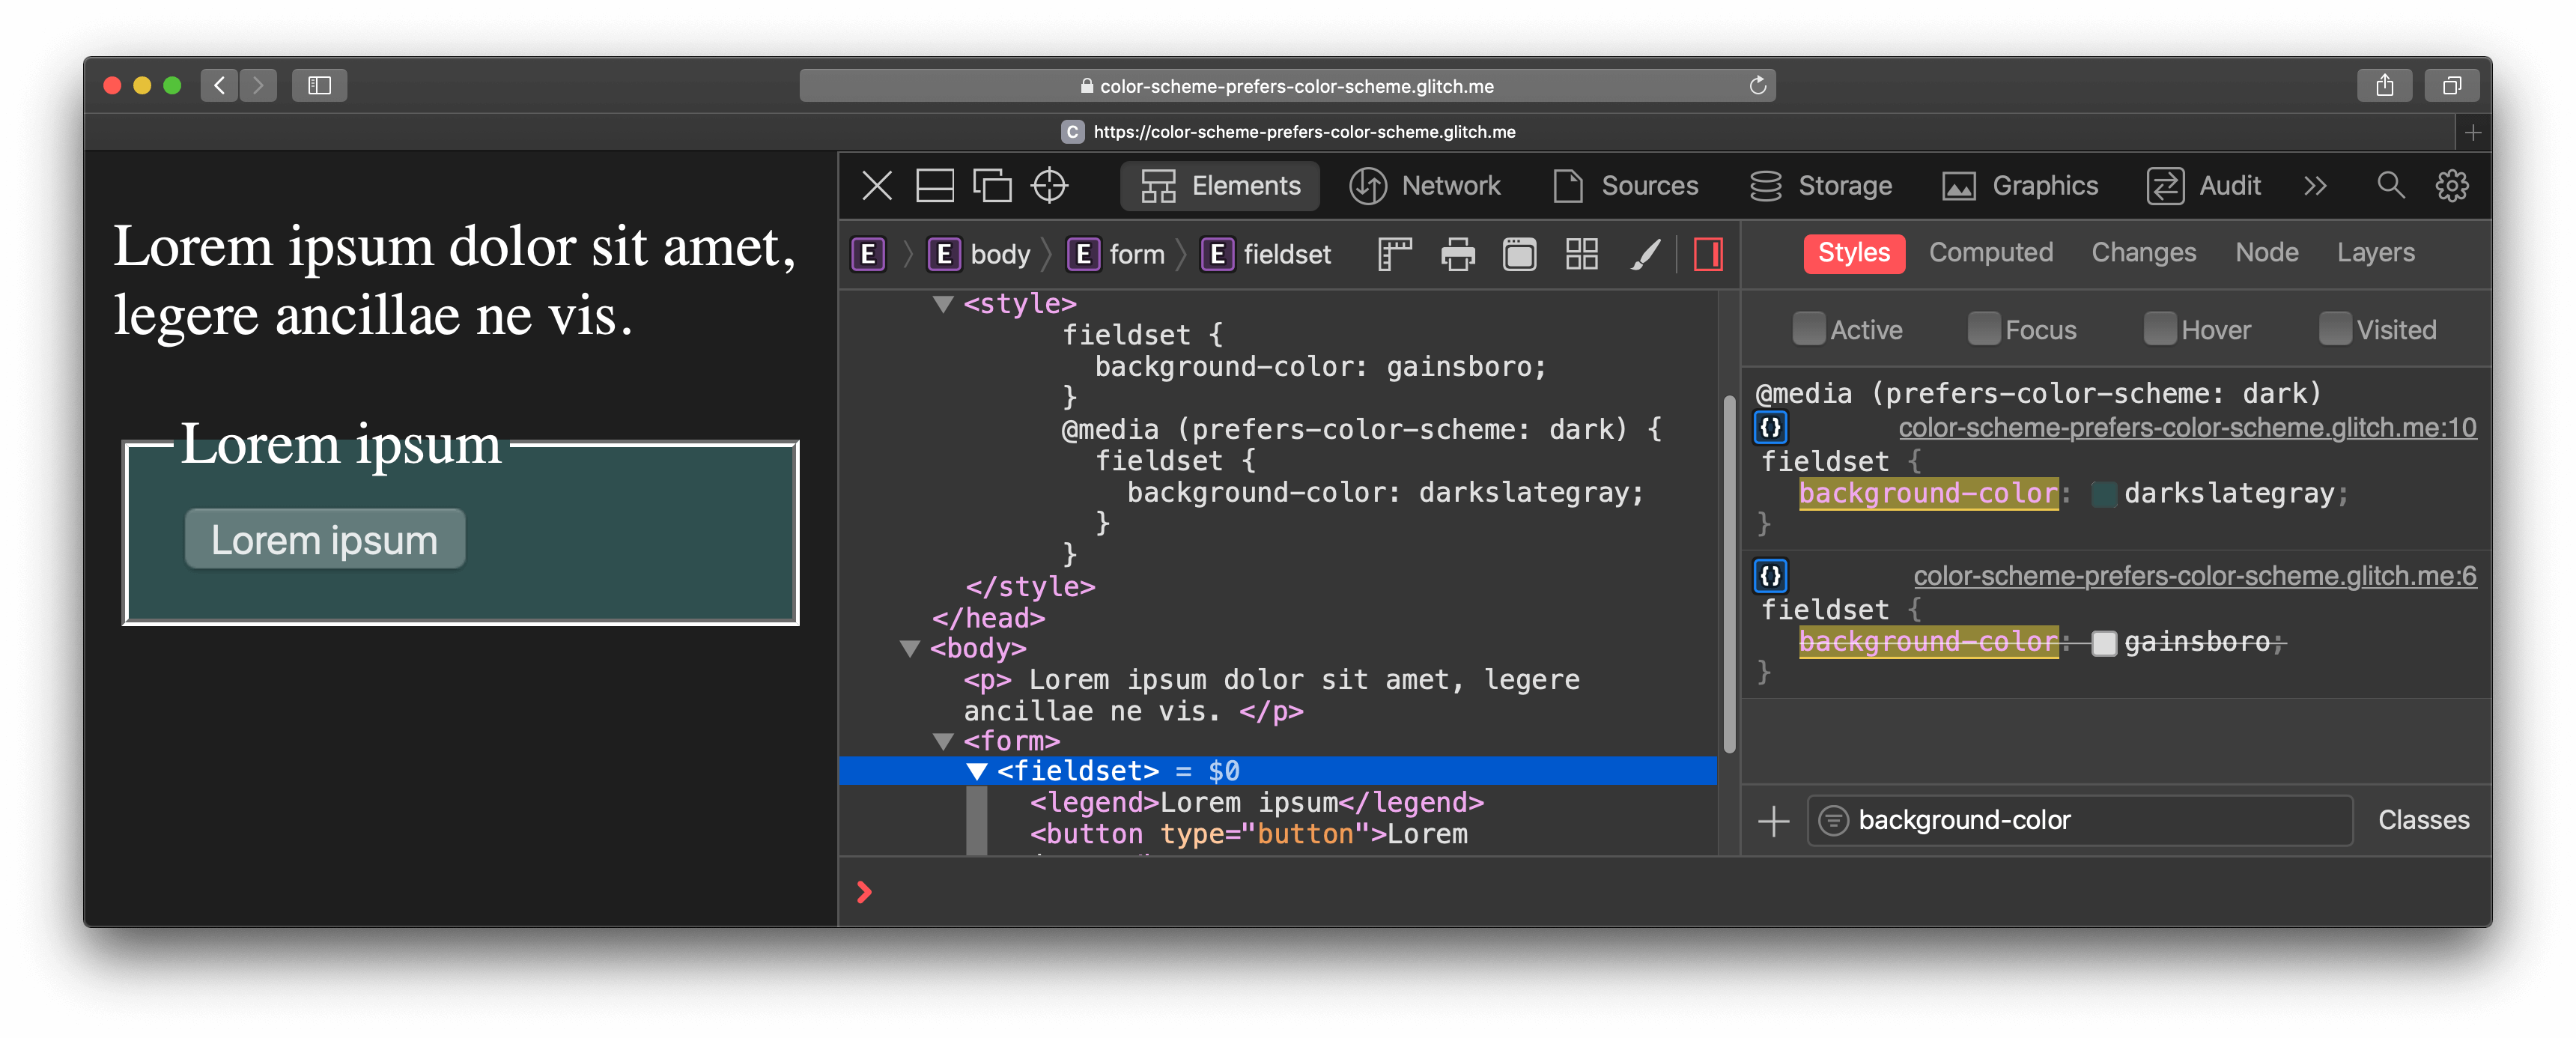 color-scheme-prefers-color-scheme.glitch.me
C https://color-scheme-prefers-color-scheme.glitch.me
Lorem ipsum dolor sit amet,
legere ancillae ne vis.
Lorem ipsum
Lorem ipsum
Elements Network Sources Storage Graphics Audit
E E body E form E fieldset
<style>
fieldset {
background-color: gainsboro;
}
@media (prefers-color-scheme: dark) {
fieldset {
background-color: darkslategray;
}
}
</style>
</head>
<body>
<p> Lorem ipsum dolor sit amet, legere
ancillae ne vis. </p>
<form>
<fieldset> = $0
<legend>Lorem ipsum</legend>
<button type="button">Lorem
Styles Computed Changes Node Layers
Active Focus Hover Visited
@media (prefers-color-scheme: dark)
{} color-scheme-prefers-color-scheme.glitch.me:10
fieldset {
background-color: darkslategray;
}
{} color-scheme-prefers-color-scheme.glitch.me:6
fieldset {
background-color: gainsboro;
}
background-color Classes